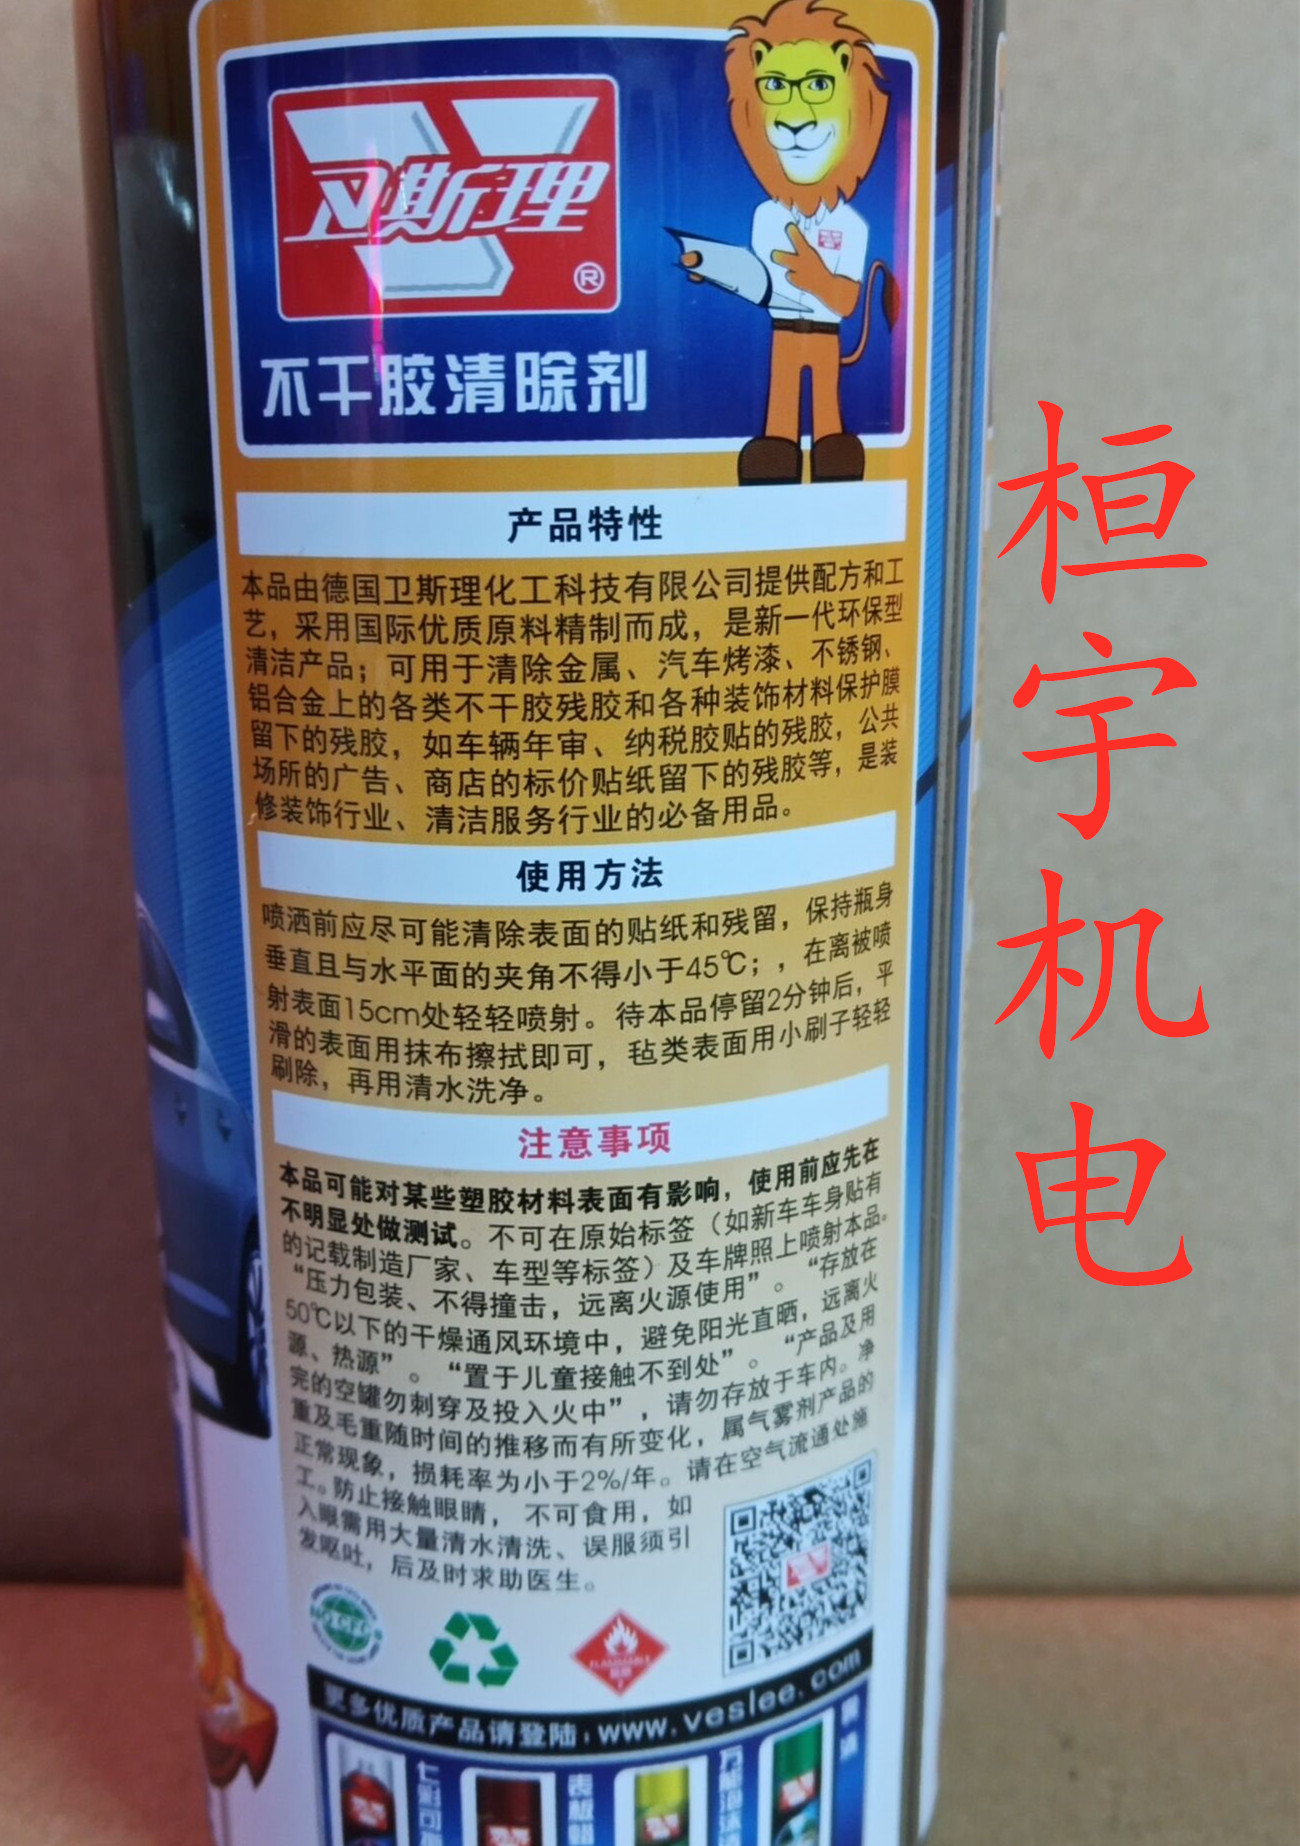 卫斯理
®
不干胶清除剂
产品特性
本品由德国卫斯理化工科技有限公司提供配方和工
艺，采用国际优质原料精制而成，是新一代环保型
清洁产品；可用于清除金属、汽车烤漆、不锈钢、
铝合金上的各类不干胶残胶和各种装饰材料保护膜
留下的残胶，如车辆年审、纳税胶贴的残胶，公共
场所的广告、商店的标价贴纸留下的残胶等，是装
修装饰行业、清洁服务行业的必备用品。
使用方法
喷洒前应尽可能清除表面的贴纸和残留，保持瓶身
垂直且与水平面的夹角不得小于45℃；，在离被喷
射表面15cm处轻轻喷射。待本品停留2分钟后，平
滑的表面用抹布擦拭即可，毡类表面用小刷子轻轻
刷除，再用清水洗净。
注意事项
本品可能对某些塑胶材料表面有影响，使用前应先在
不明显处做测试。不可在原始标签（如新车车身贴有
的记载制造厂家、车型等标签）及车牌照上喷射本品。
“压力包装、不得撞击，远离火源使用”。“存放在
50℃以下的干燥通风环境中，避免阳光直晒，远离火
源、热源”。“置于儿童接触不到处”。“产品及用
完的空罐勿刺穿及投入火中”，请勿存放于车内。净
重及毛重随时间的推移而有所变化，属气雾剂产品的
正常现象，损耗率为小于2%/年。请在空气流通处施
工。防止接触眼睛，不可食用，如
入眼需用大量清水清洗、误服须引
发呕吐，后及时求助医生。
FLAMMABLE
更多优质产品请登陆：www.veslee.com
桓宇机电